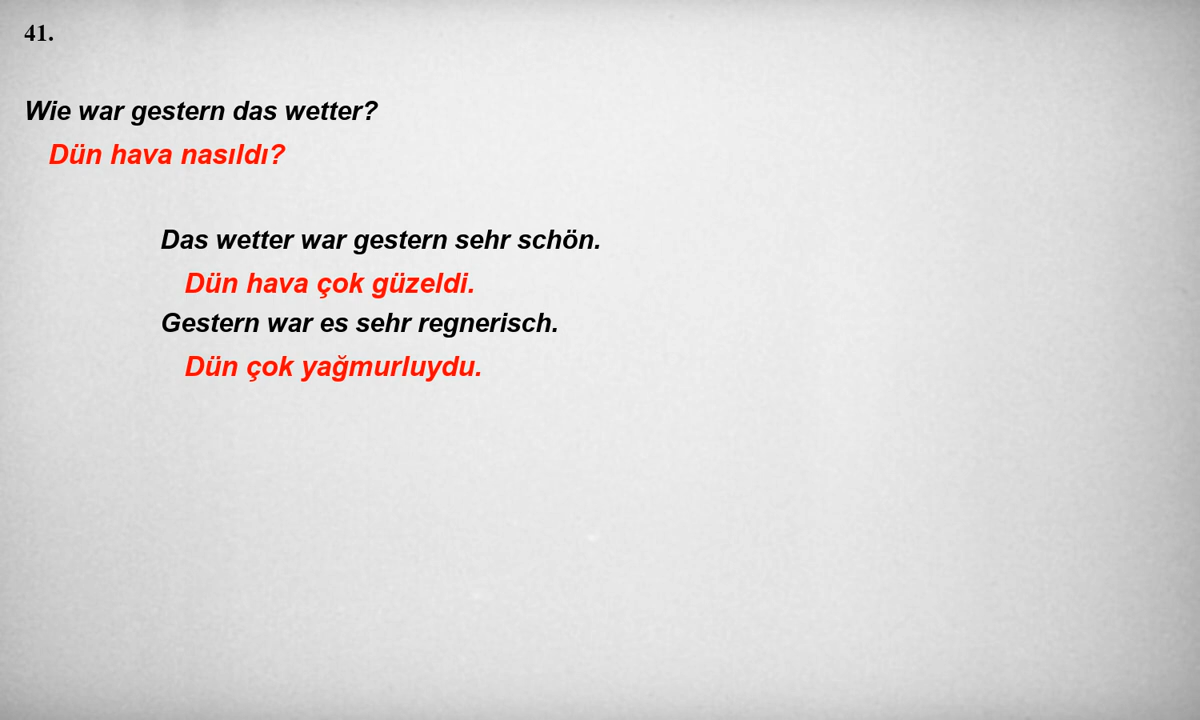 41.
Wie war gestern das wetter?
Dün hava nasıldı?
Das wetter war gestern sehr schön.
Dün hava çok güzeldi.
Gestern war es sehr regnerisch.
Dün çok yağmurluydu.